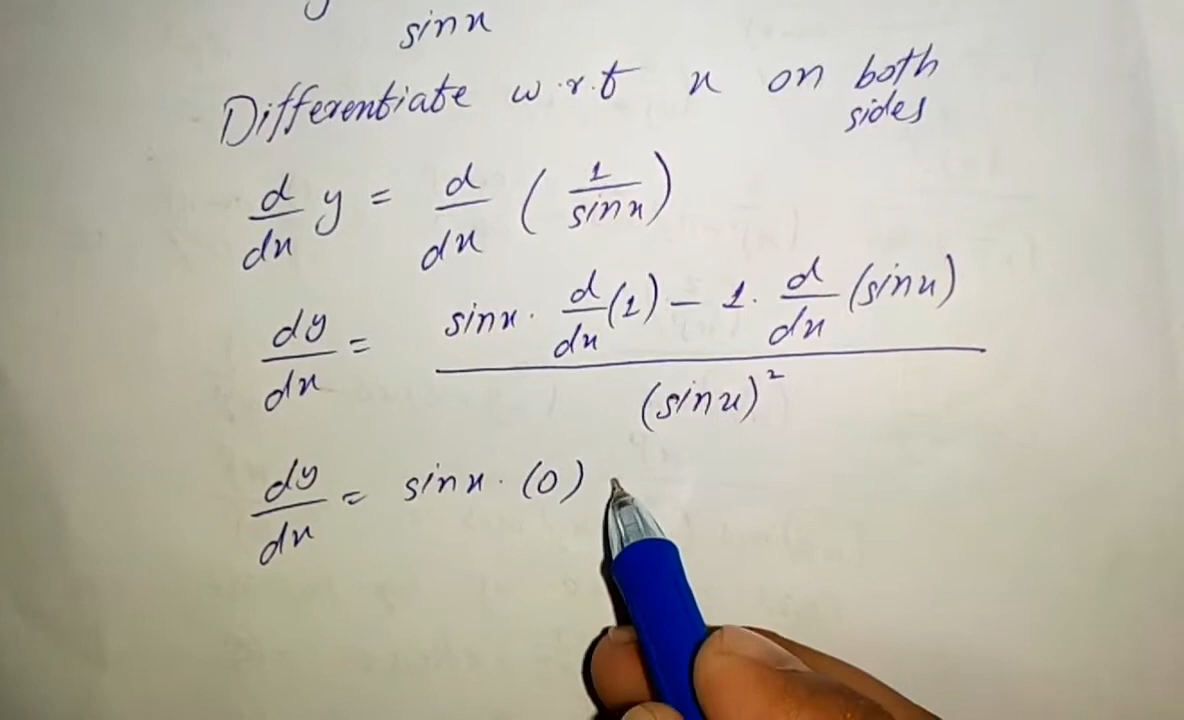 y
sinx
Differentiate w.r.t x on both
sides
d/dx y = d/dx ( 1/sinx )
dy/dx = sinx · d/dx (1) - 1 · d/dx (sinx) / (sinx)²
dy/dx = sinx · (0)